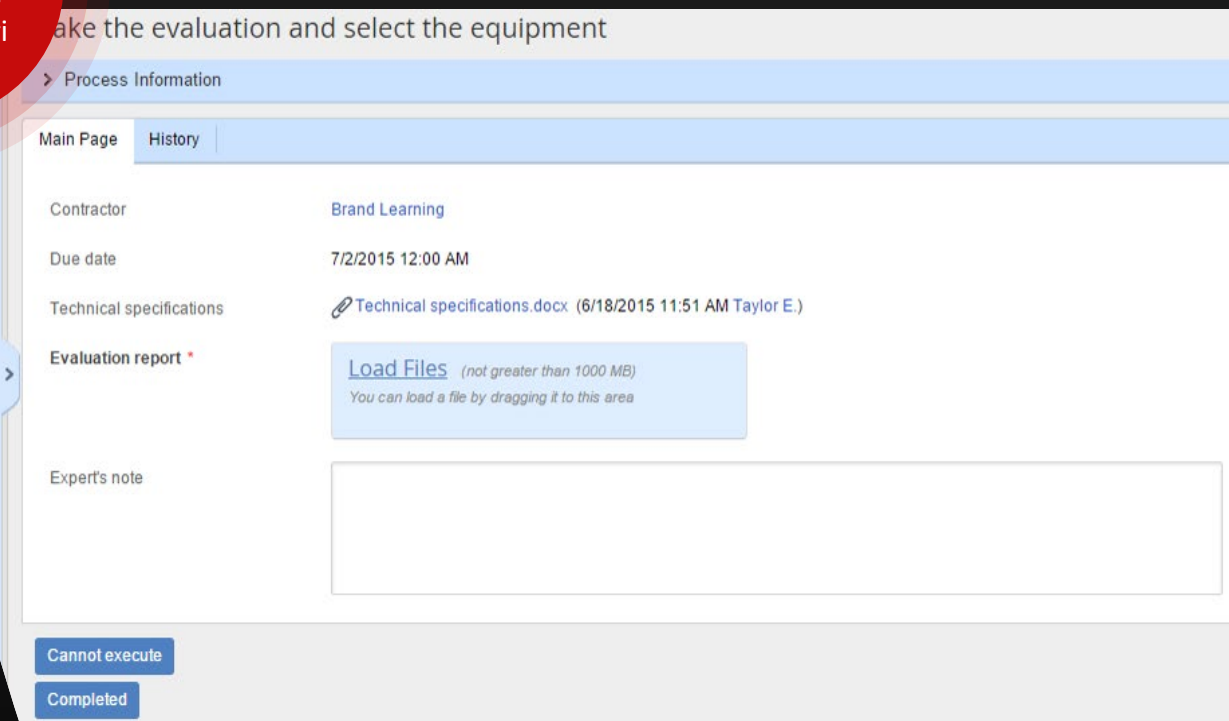 i
ake the evaluation and select the equipment
Process Information
Main Page History
Contractor Brand Learning
Due date 7/2/2015 12:00 AM
Technical specifications Technical specifications.docx (6/18/2015 11:51 AM Taylor E.)
Evaluation report * Load Files (not greater than 1000 MB)
You can load a file by dragging it to this area
Expert's note
Cannot execute
Completed